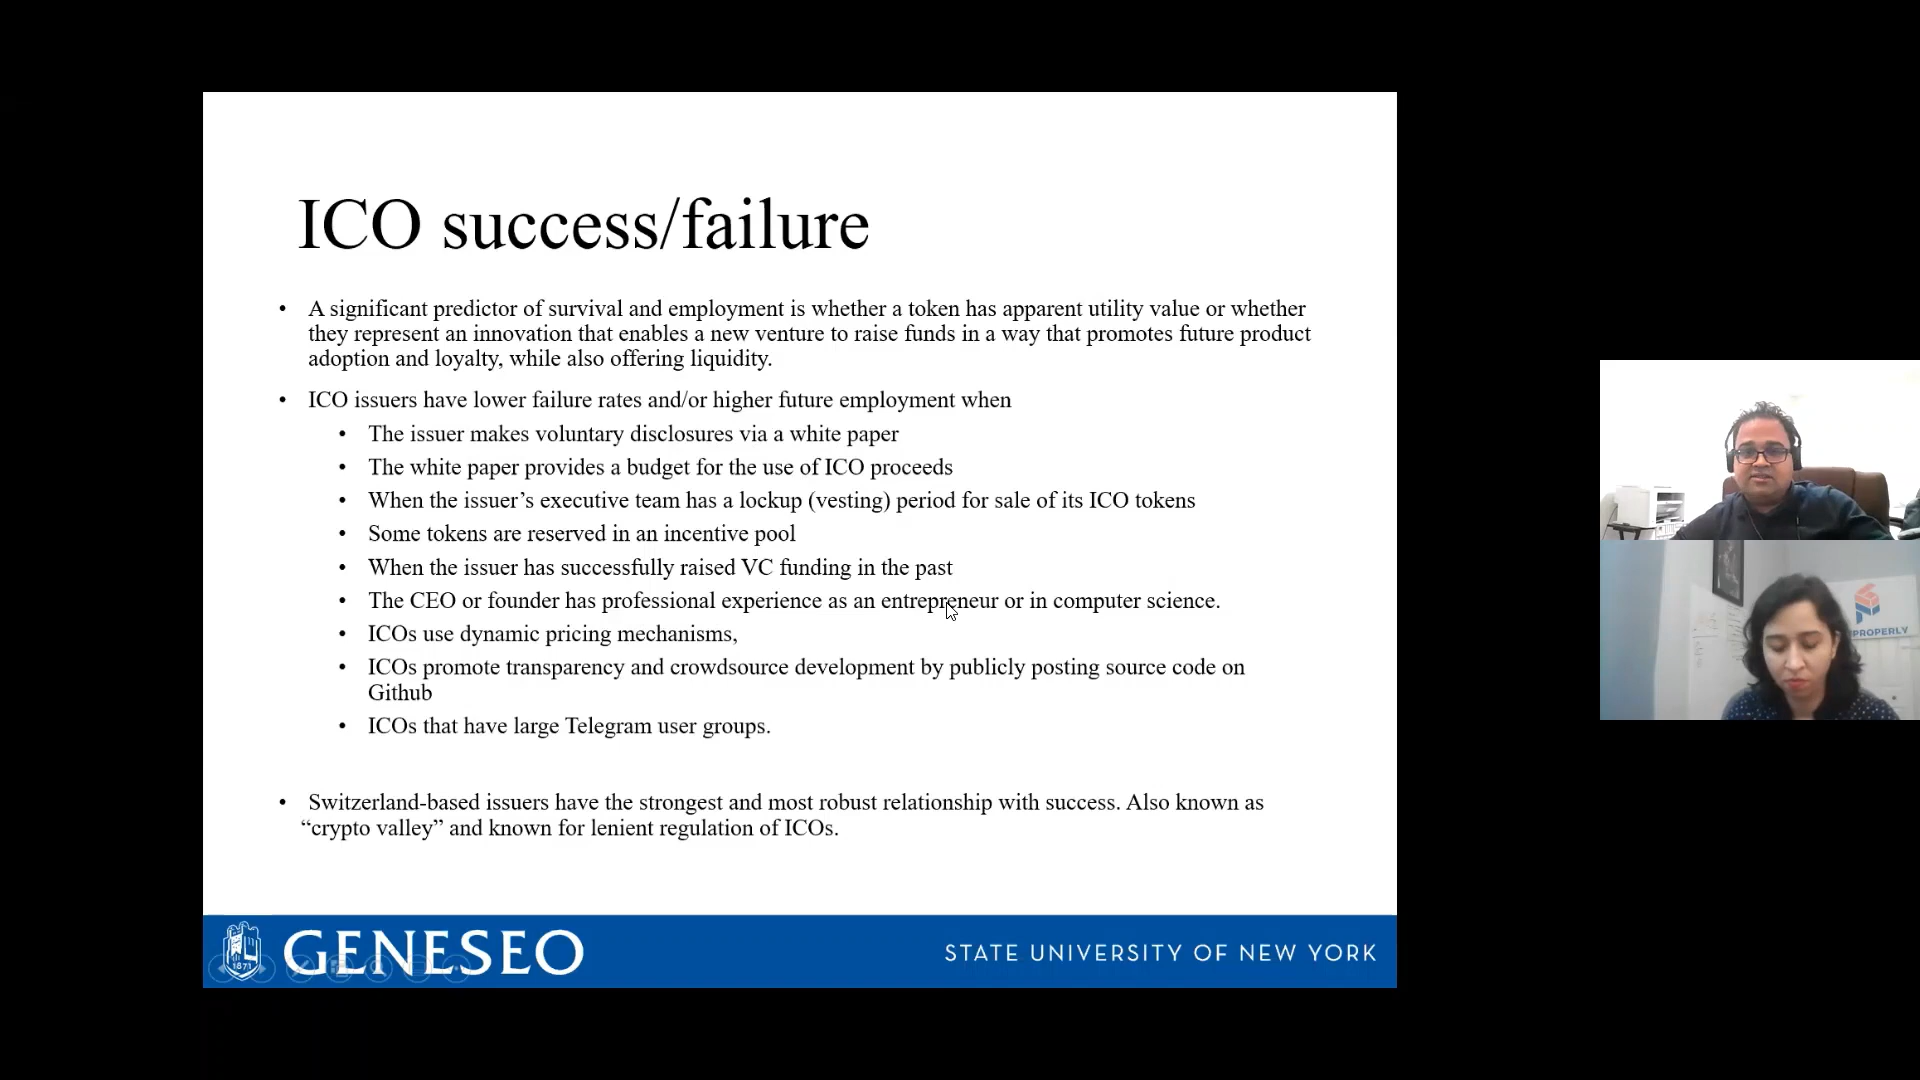 ICO success/failure
• A significant predictor of survival and employment is whether a token has apparent utility value or whether
they represent an innovation that enables a new venture to raise funds in a way that promotes future product
adoption and loyalty, while also offering liquidity.
• ICO issuers have lower failure rates and/or higher future employment when
• The issuer makes voluntary disclosures via a white paper
• The white paper provides a budget for the use of ICO proceeds
• When the issuer’s executive team has a lockup (vesting) period for sale of its ICO tokens
• Some tokens are reserved in an incentive pool
• When the issuer has successfully raised VC funding in the past
• The CEO or founder has professional experience as an entrepreneur or in computer science.
• ICOs use dynamic pricing mechanisms,
• ICOs promote transparency and crowdsource development by publicly posting source code on
Github
• ICOs that have large Telegram user groups.
• Switzerland-based issuers have the strongest and most robust relationship with success. Also known as
“crypto valley” and known for lenient regulation of ICOs.
1871
GENESEO
STATE UNIVERSITY OF NEW YORK
PROPERLY